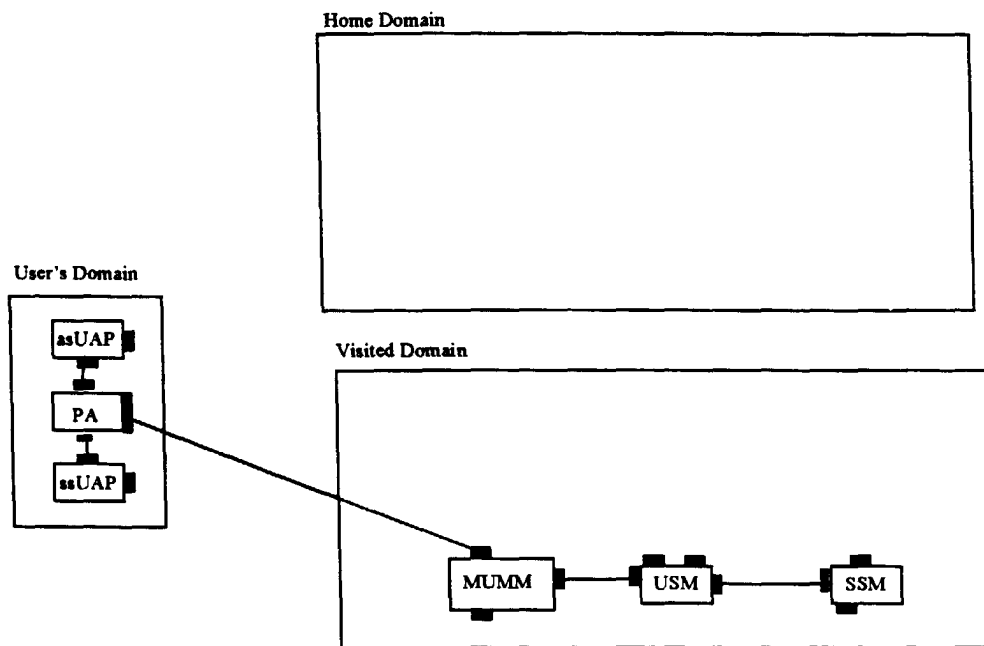 Home Domain
User's Domain
asUAP
PA
ssUAP
Visited Domain
MUMM
USM
SSM